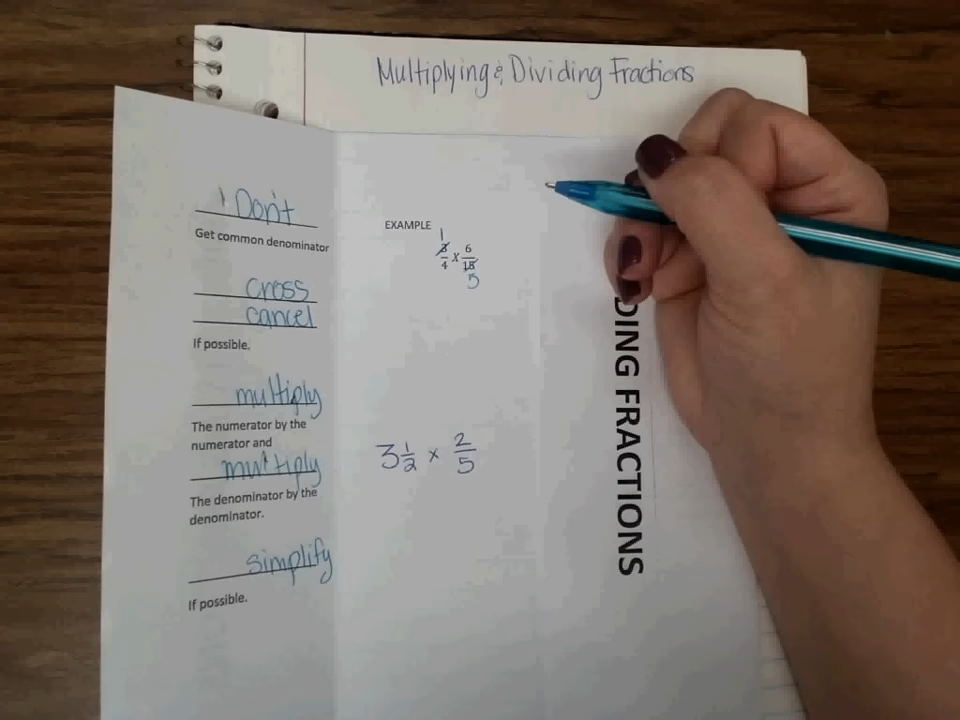 Multiplying & Dividing Fractions
1 Don't
Get common denominator
cross
cancel
If possible.
multiply
The numerator by the
numerator and
multiply
The denominator by the
denominator.
simplify
If possible.
EXAMPLE
1
3/4 x 6/15
5
3 1/2 x 2/5
DING FRACTIONS